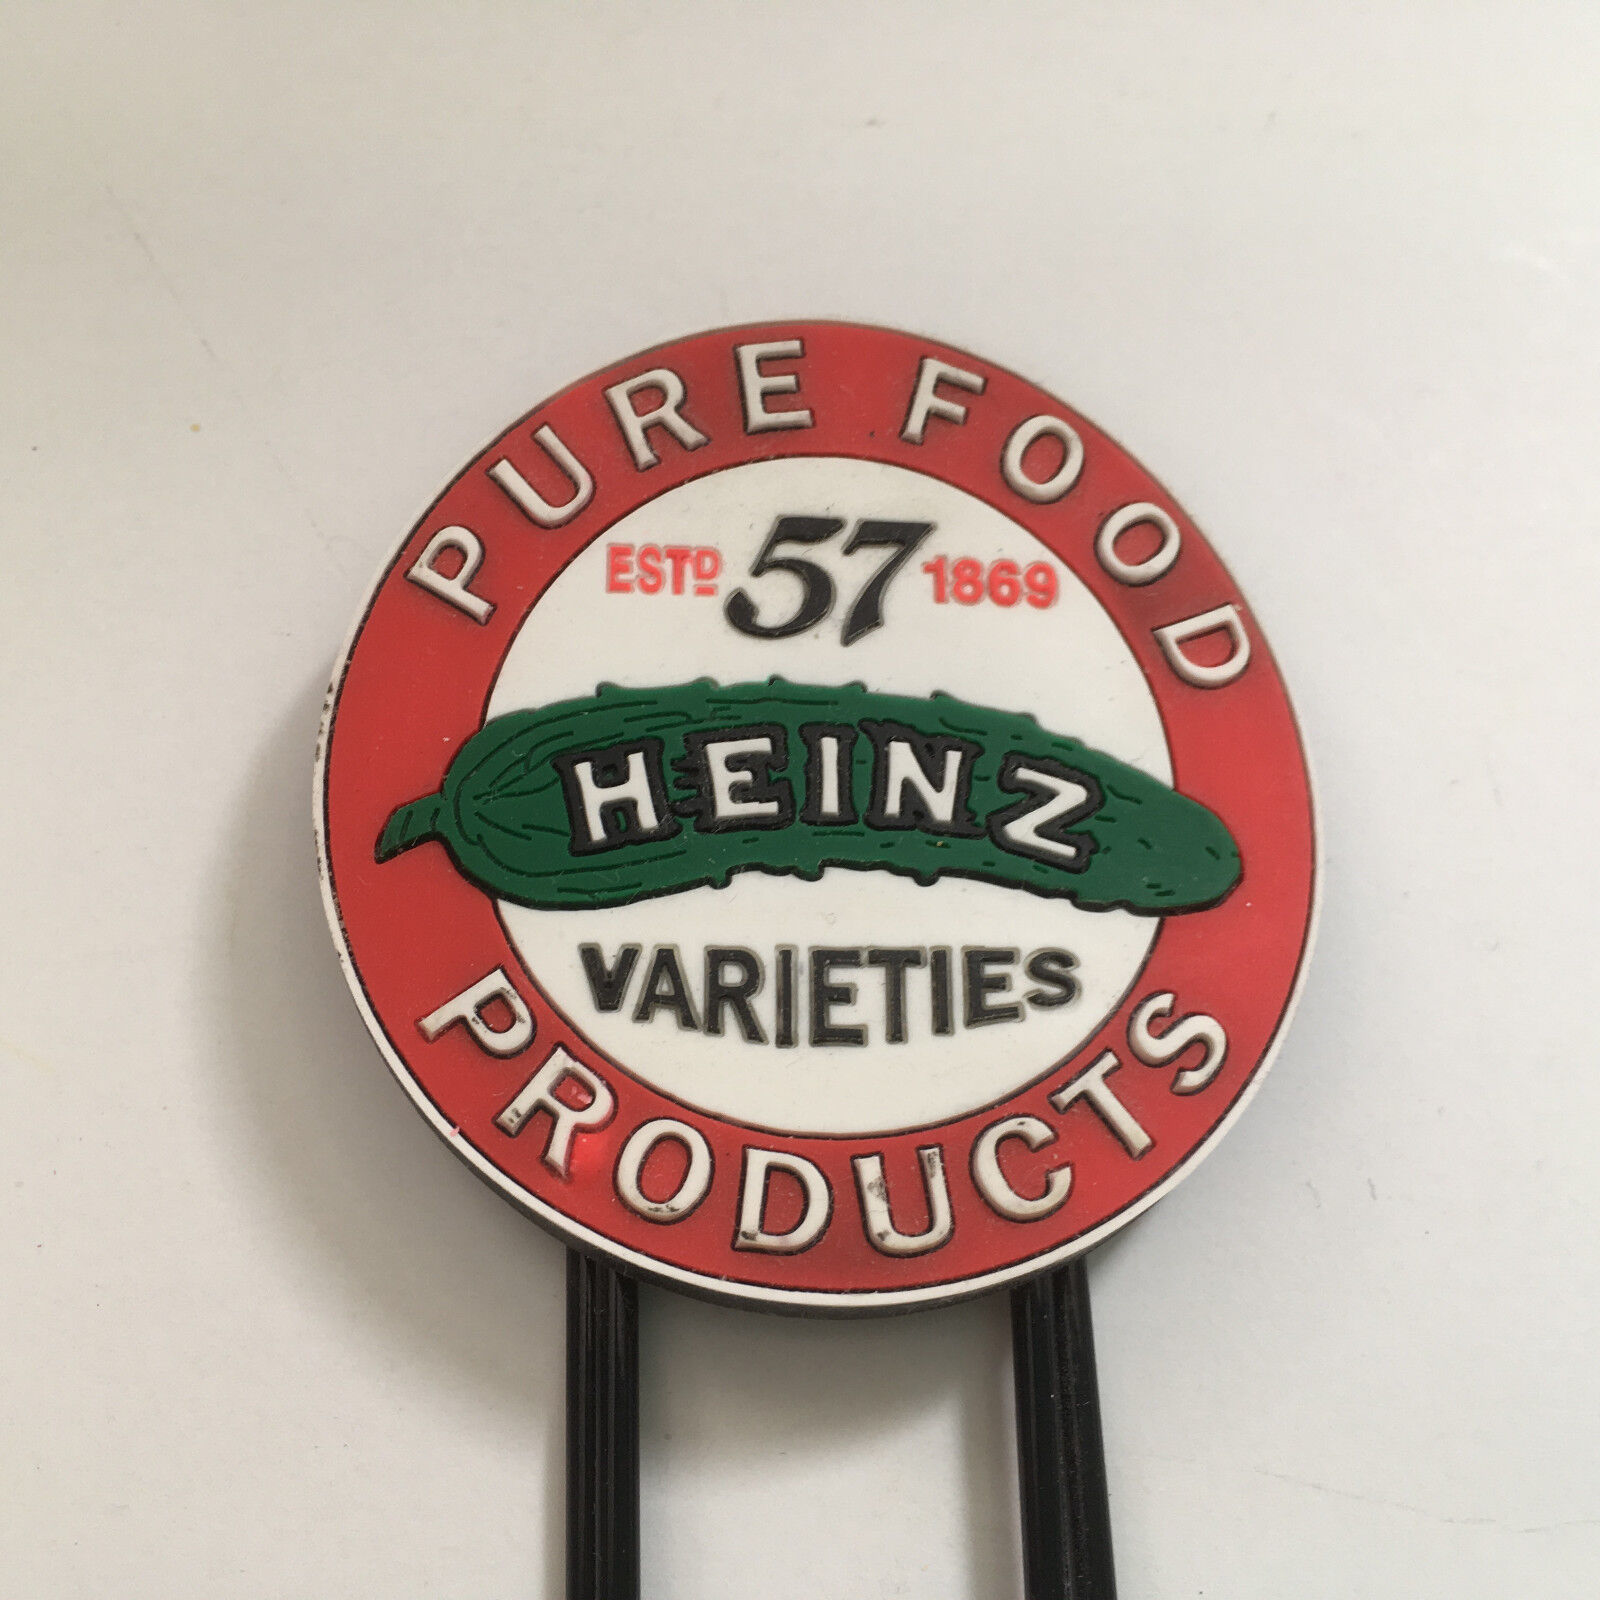 PURE FOOD
ESTD 57 1869
HEINZ
VARIETIES
PRODUCTS